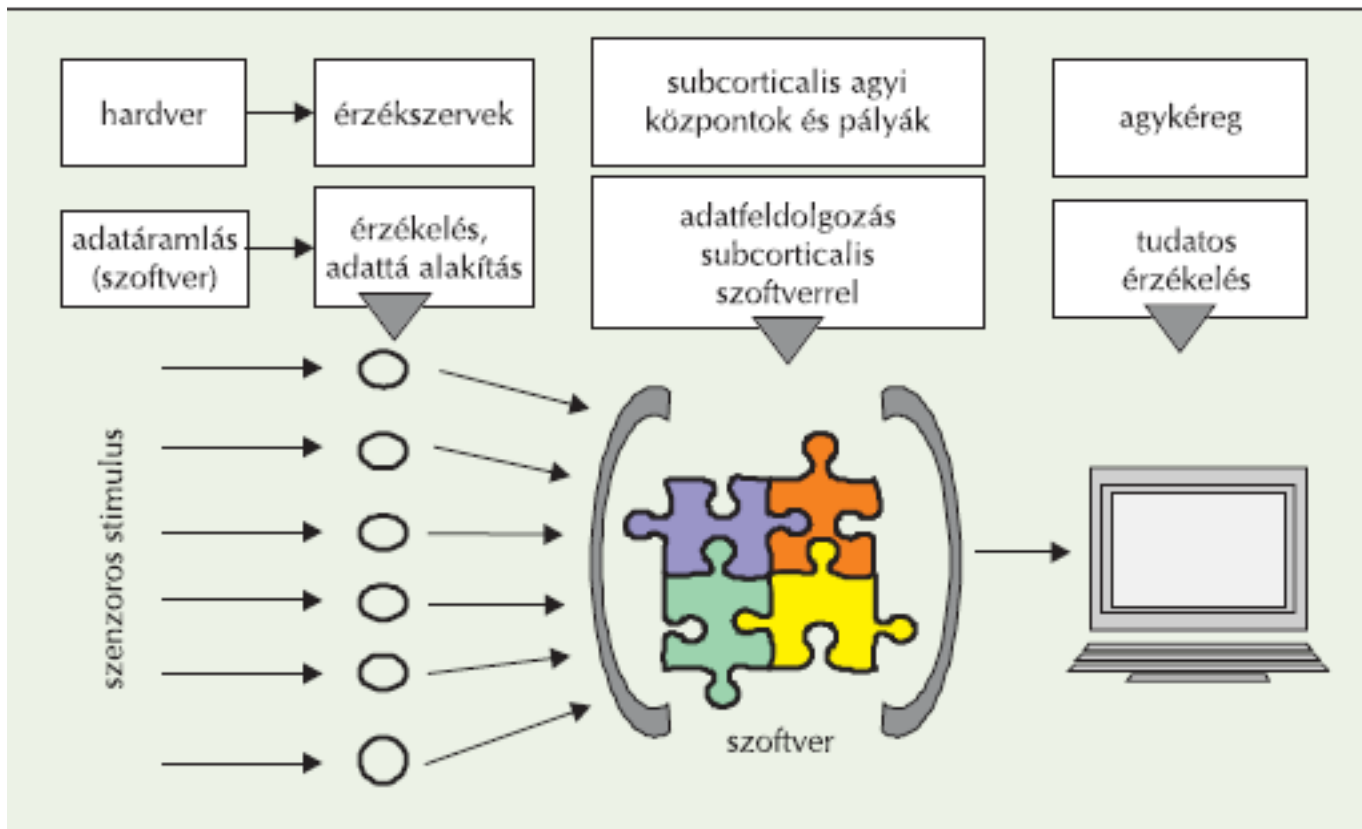 hardver
érzékszervek
subcorticalis agyi
központok és pályák
agykéreg
adatáramlás
(szoftver)
érzékelés,
adattá alakítás
adatfeldolgozás
subcorticalis
szoftverrel
tudatos
érzékelés
szenzoros stimulus
szoftver